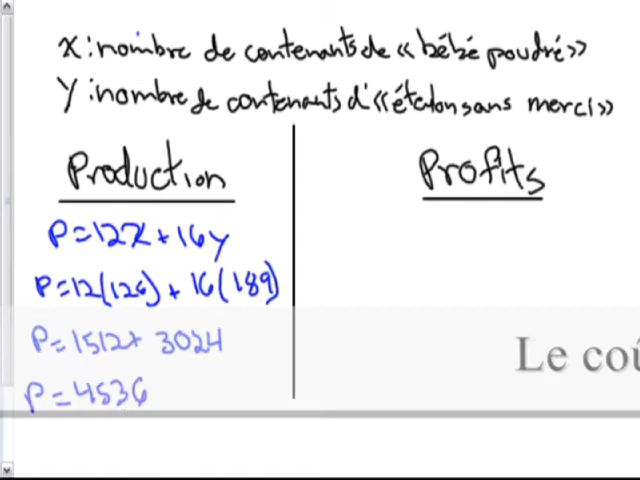 x : nombre de contenants de « bébé poudré »
y : nombre de contenants d' « étalon sans merci »
Production
Profits
P=12x+16y
P=12(126)+16(189)
P=1512+3024
Le coû
P=4536